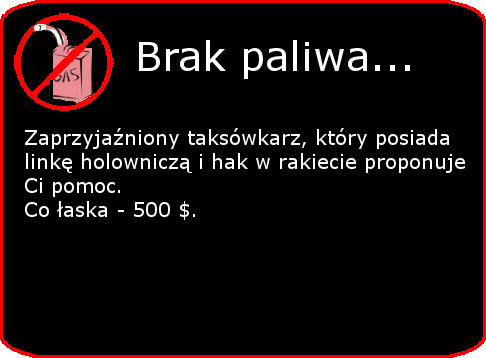 GAS
Brak paliwa...
Zaprzyjaźniony taksówkarz, który posiada
linkę holowniczą i hak w rakiecie proponuje
Ci pomoc.
Co łaska - 500 $.